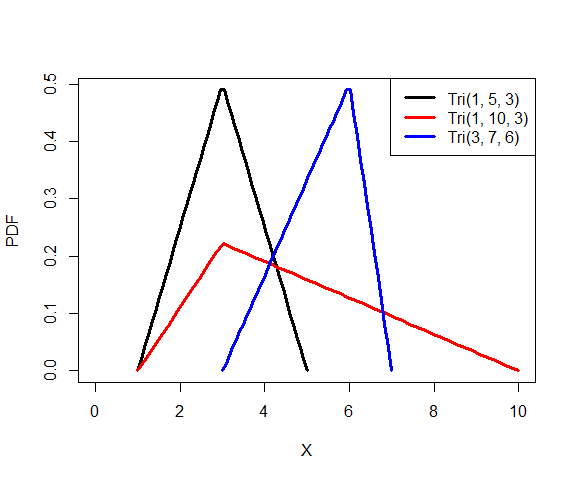 Tri(1, 5, 3)
Tri(1, 10, 3)
Tri(3, 7, 6)
PDF
0.5
0.4
0.3
0.2
0.1
0.0
0 2 4 6 8 10
X